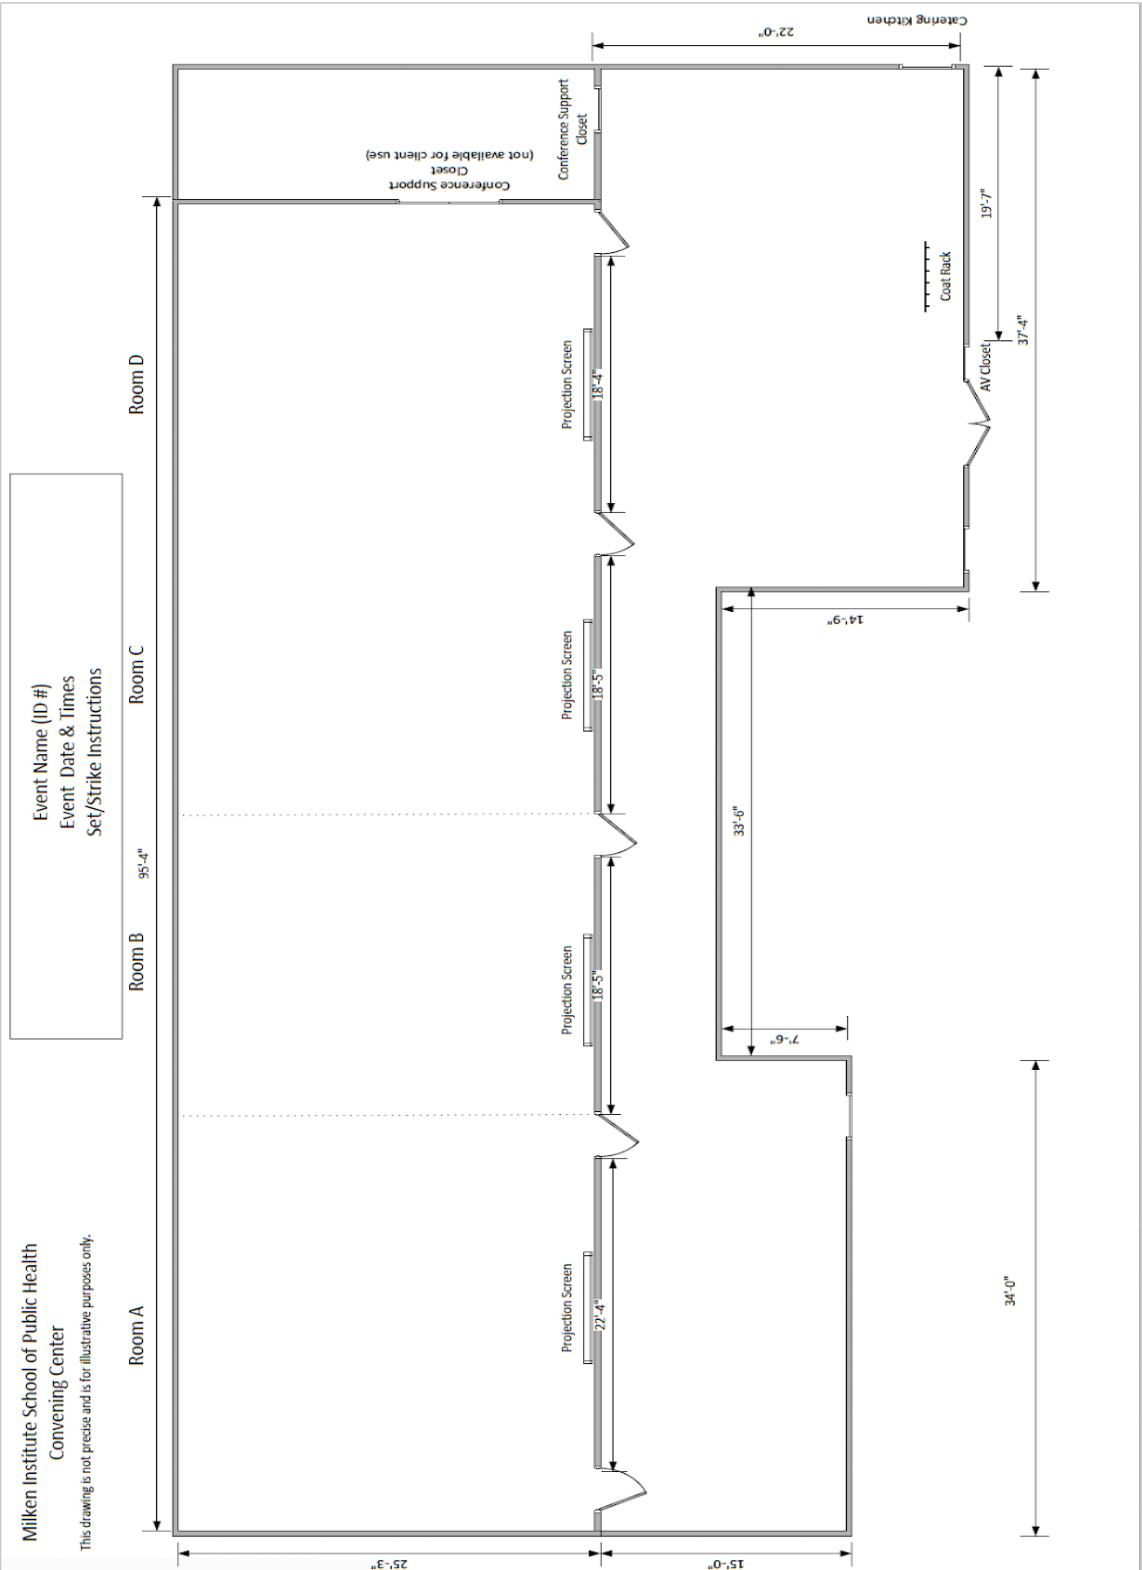 Milken Institute School of Public Health
Convening Center
This drawing is not precise and is for illustrative purposes only.
Event Name (ID #)
Event Date & Times
Set/Strike Instructions
95'-4"
Room A
Room B
Room C
Room D
Conference Support
Closet
(not available for client use)
Conference Support
Closet
Projection Screen
Projection Screen
Projection Screen
Projection Screen
22'-4"
18'-5"
18'-5"
18'-4"
25'-3"
15'-0"
7'-6"
33'-6"
14'-9"
34'-0"
37'-4"
19'-7"
22'-0"
Coat Rack
AV Closet
Catering Kitchen